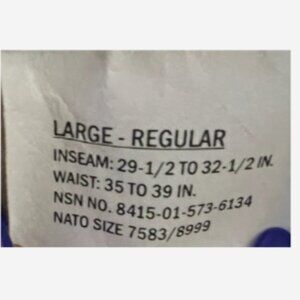 LARGE - REGULAR
INSEAM: 29-1/2 TO 32-1/2 IN.
WAIST: 35 TO 39 IN.
NSN NO. 8415-01-573-6134
NATO SIZE 7583/8999